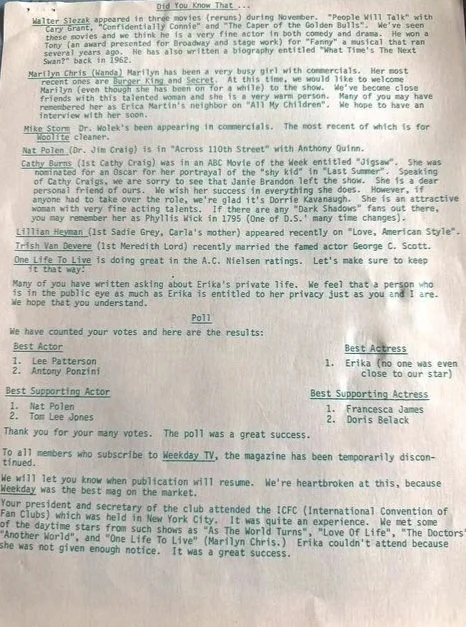 Did You Know That ...
Walter Slezak appeared in three movies (reruns) during November. "People Will Talk" with
Cary Grant, "Confidentially Connie" and "The Caper of the Golden Bulls". We've seen
these movies and we think he is a very fine actor in both comedy and drama. He won a
Tony (an award presented for Broadway and stage work) for "Fanny" a musical that ran
several years ago. He has also written a biography entitled "What Time's The Next
Swan?" back in 1962.
Marilyn Chris (Wanda) Marilyn has been a very busy girl with commercials. Her most
recent ones are Burger King and Secret. At this time, we would like to welcome
Marilyn (even though she has been on for a while) to the show. We've become close
friends with this talented woman and she is a very warm person. Many of you may have
remembered her as Erica Martin's neighbor on "All My Children". We hope to have an
interview with her soon.
Mike Storm Dr. Wolek's been appearing in commercials. The most recent of which is for
Woolite cleaner.
Nat Polen (Dr. Jim Craig) is in "Across 110th Street" with Anthony Quinn.
Cathy Burns (1st Cathy Craig) was in an ABC Movie of the Week entitled "Jigsaw". She was
nominated for an Oscar for her portrayal of the "shy kid" in "Last Summer". Speaking
of Cathy Craigs, we are sorry to see that Janie Brandon left the show. She is a dear
personal friend of ours. We wish her success in everything she does. However, if
anyone had to take over the role, we're glad it's Dorrie Kavanaugh. She is an attractive
woman with very fine acting talents. If there are any "Dark Shadows" fans out there,
you may remember her as Phyllis Wick in 1795 (One of D.S.' many time changes).
Lillian Heyman (1st Sadie Grey, Carla's mother) appeared recently on "Love, American Style".
Trish Van Devere (1st Meredith Lord) recently married the famed actor George C. Scott.
One Life To Live is doing great in the A.C. Nielsen ratings. Let's make sure to keep
it that way!
Many of you have written asking about Erika's private life. We feel that a person who
is in the public eye as much as Erika is entitled to her privacy just as you and I are.
We hope that you understand.
Poll
We have counted your votes and here are the results:
Best Actor
1. Lee Patterson
2. Antony Ponzini
Best Actress
1. Erika (no one was even
close to our star)
Best Supporting Actor
1. Nat Polen
2. Tom Lee Jones
Best Supporting Actress
1. Francesca James
2. Doris Belack
Thank you for your many votes. The poll was a great success.
To all members who subscribe to Weekday TV, the magazine has been temporarily discon-
tinued.
We will let you know when publication will resume. We're heartbroken at this, because
Weekday was the best mag on the market.
Your president and secretary of the club attended the ICFC (International Convention of
Fan Clubs) which was held in New York City. It was quite an experience. We met some
of the daytime stars from such shows as "As The World Turns", "Love Of Life", "The Doctors"
"Another World", and "One Life To Live" (Marilyn Chris.) Erika couldn't attend because
she was not given enough notice. It was a great success.